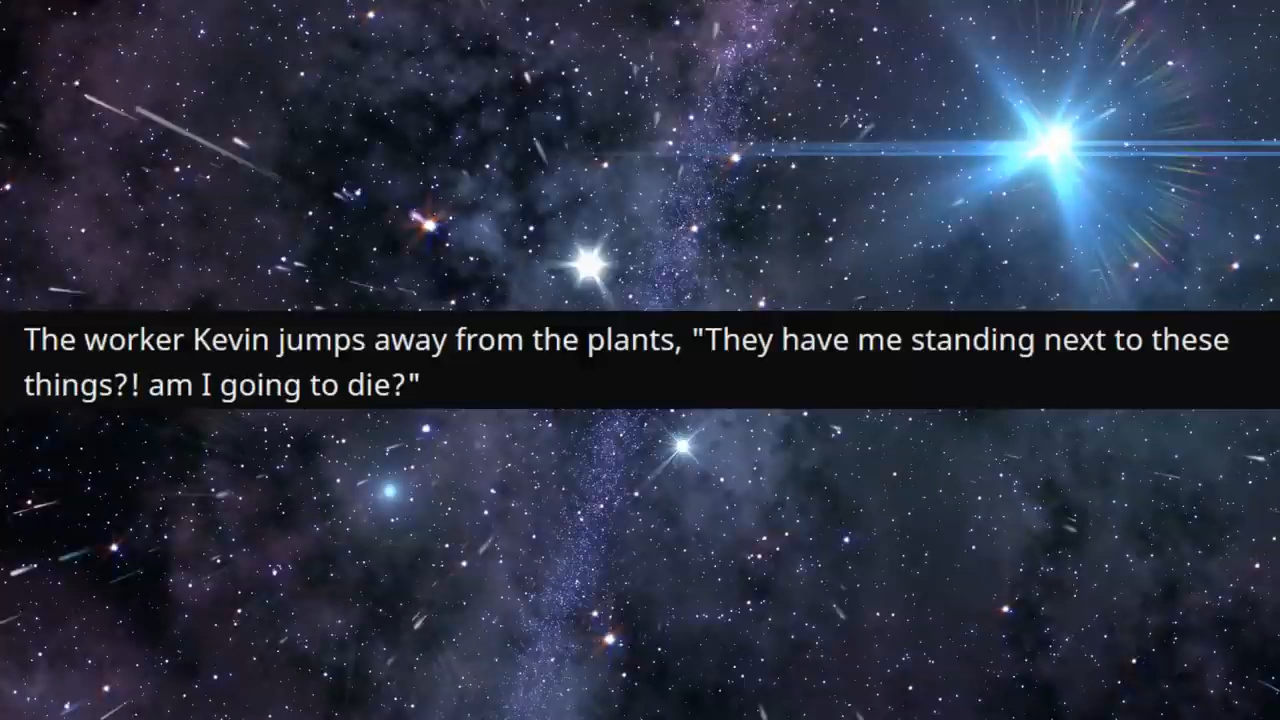 The worker Kevin jumps away from the plants, "They have me standing next to these
things?! am I going to die?"